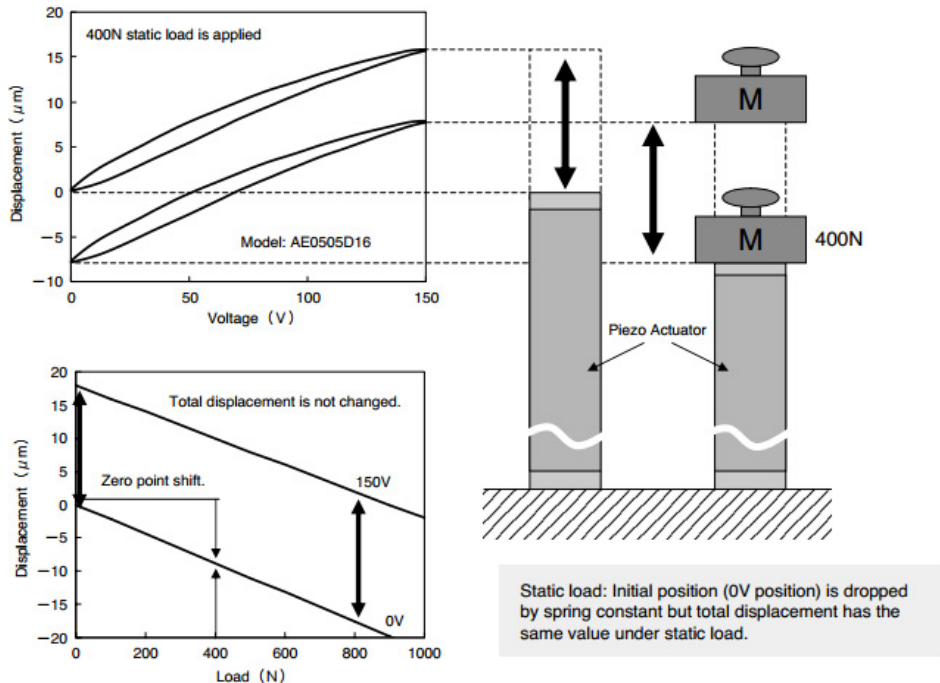 20
15
10
5
0
−5
−10
Displacement (μm)
400N static load is applied
Model: AE0505D16
0
50
100
150
Voltage (V)
M
M
400N
Piezo Actuator
20
15
10
5
0
−5
−10
−15
−20
Displacement (μm)
Total displacement is not changed.
Zero point shift.
150V
0V
0
200
400
600
800
1000
Load (N)
Static load: Initial position (0V position) is dropped
by spring constant but total displacement has the
same value under static load.